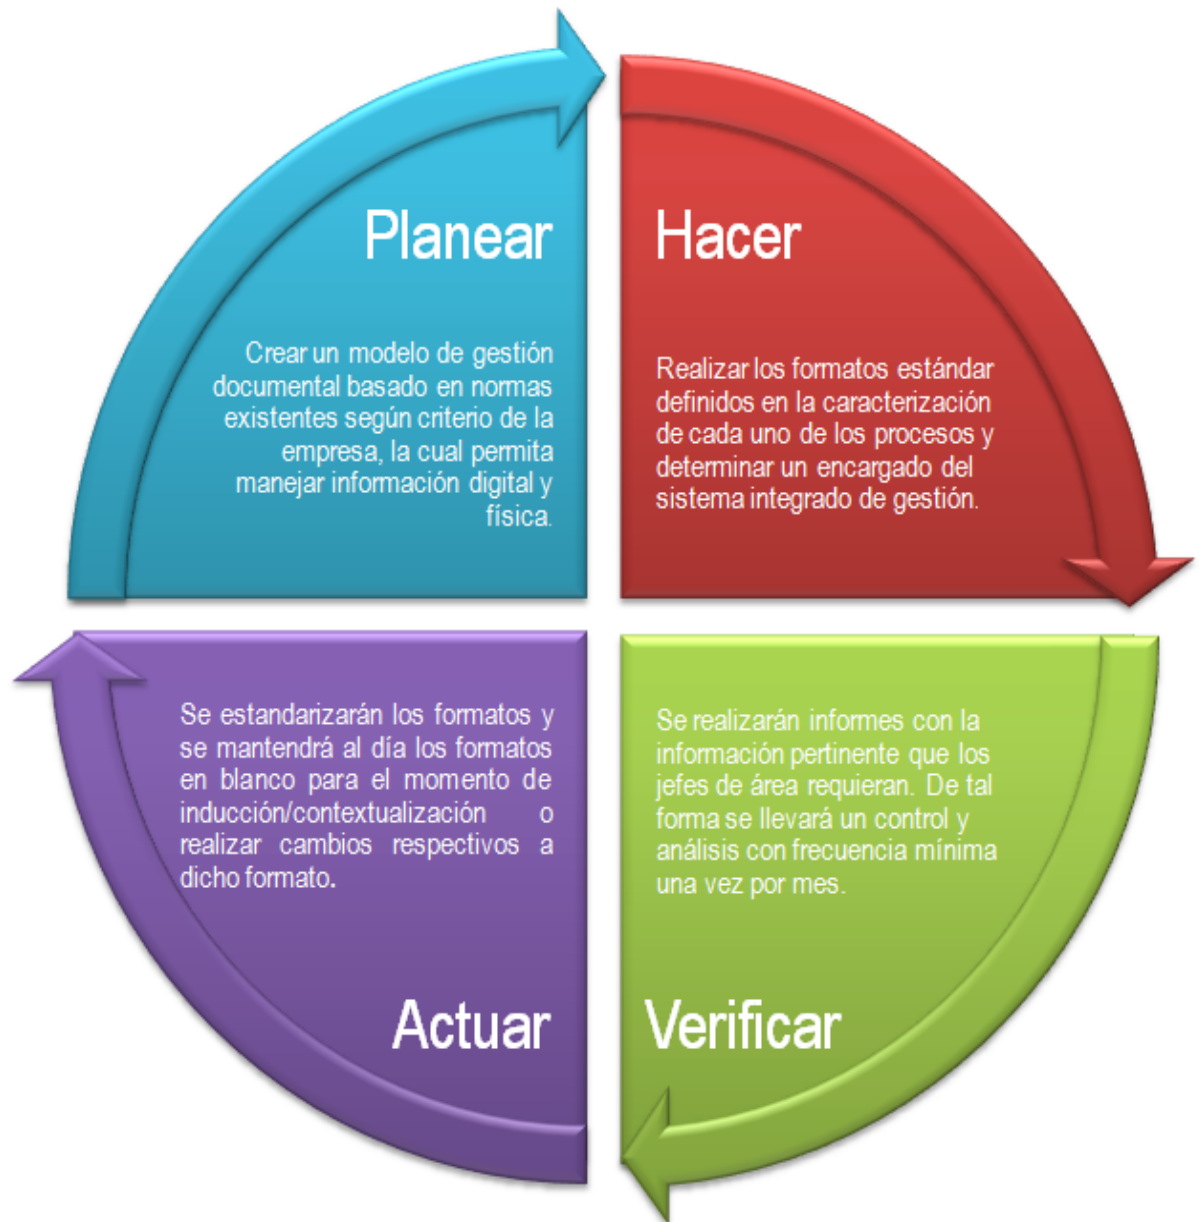 Planear
Crear un modelo de gestión
documental basado en normas
existentes según criterio de la
empresa, la cual permita
manejar información digital y
física.
Hacer
Realizar los formatos estándar
definidos en la caracterización
de cada uno de los procesos y
determinar un encargado del
sistema integrado de gestión.
Se realizarán informes con la
información pertinente que los
jefes de área requieran. De tal
forma se llevará un control y
análisis con frecuencia mínima
una vez por mes.
Verificar
Se estandarizarán los formatos y
se mantendrá al día los formatos
en blanco para el momento de
inducción/contextualización o
realizar cambios respectivos a
dicho formato.
Actuar